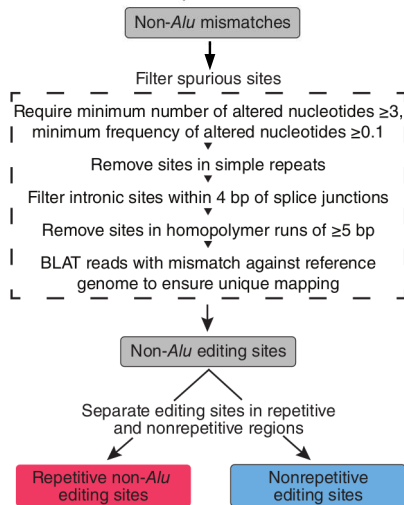 Non-Alu mismatches
Filter spurious sites
Require minimum number of altered nucleotides ≥3,
minimum frequency of altered nucleotides ≥0.1
Remove sites in simple repeats
Filter intronic sites within 4 bp of splice junctions
Remove sites in homopolymer runs of ≥5 bp
BLAT reads with mismatch against reference
genome to ensure unique mapping
Non-Alu editing sites
Separate editing sites in repetitive
and nonrepetitive regions
Repetitive non-Alu
editing sites
Nonrepetitive
editing sites